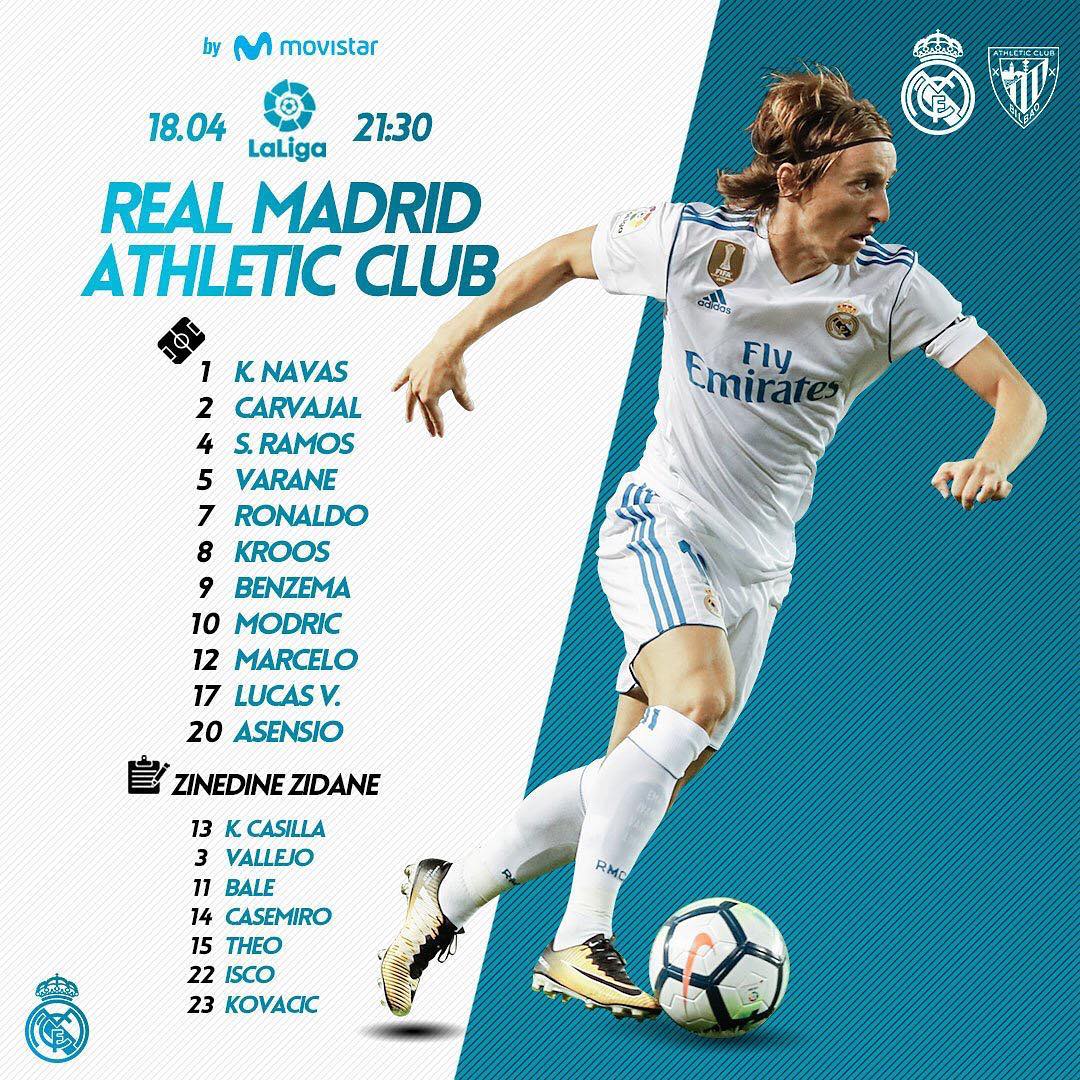 by movistar
18.04 LaLiga 21:30
REAL MADRID
ATHLETIC CLUB
1 K. NAVAS
2 CARVAJAL
4 S. RAMOS
5 VARANE
7 RONALDO
8 KROOS
9 BENZEMA
10 MODRIC
12 MARCELO
17 LUCAS V.
20 ASENSIO
ZINEDINE ZIDANE
13 K. CASILLA
3 VALLEJO
11 BALE
14 CASEMIRO
15 THEO
22 ISCO
23 KOVACIC
ATHLETIC CLUB
BILBAO
FIFA
adidas
Fly
Emirates